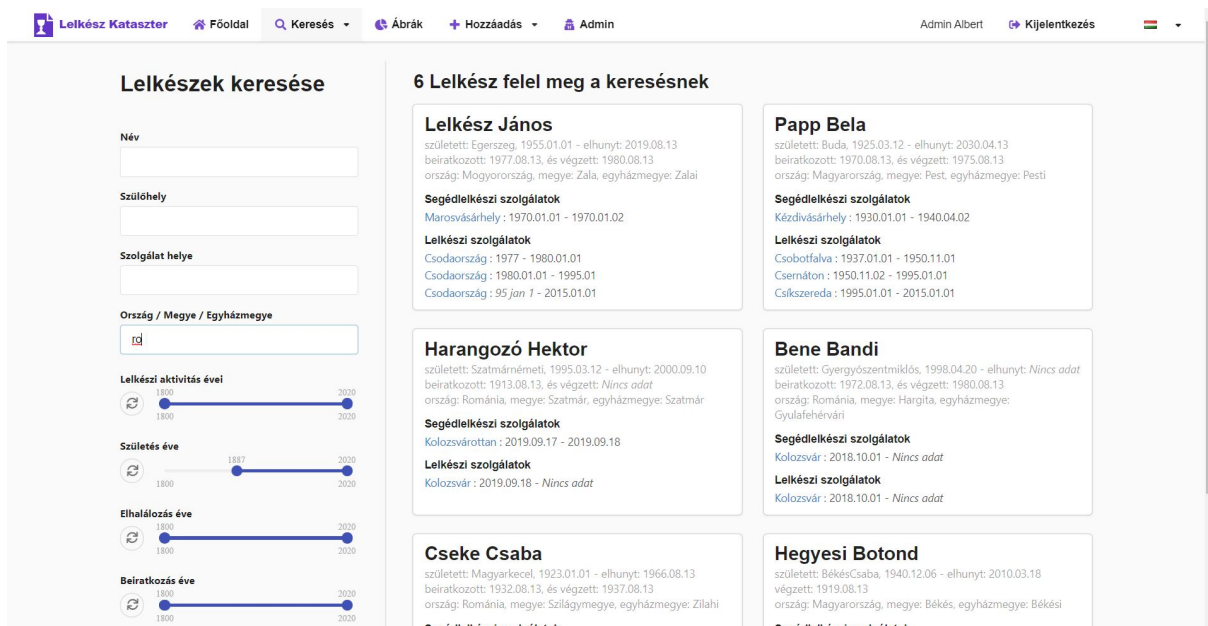 Lelkész Kataszter Főoldal Keresés Ábrák Hozzáadás Admin Admin Albert Kijelentkezés
Lelkészek keresése
Név
Szülőhely
Szolgálat helye
Ország / Megye / Egyházmegye
ro
Lelkészi aktivitás évei
1800 2020
1800 2020
Születés éve
1887 2020
1800 2020
Elhalálozás éve
1800 2020
1800 2020
Beiratkozás éve
1800 2020
1800 2020
6 Lelkész felel meg a keresésnek
Lelkész János
született: Egerszeg, 1955.01.01 - elhunyt: 2019.08.13
beiratkozott: 1977.08.13, és végzett: 1980.08.13
ország: Mogyorország, megye: Zala, egyházmegye: Zalai
Segédlelkészi szolgálatok
Marosvásárhely : 1970.01.01 - 1970.01.02
Lelkészi szolgálatok
Csodaország : 1977 - 1980.01.01
Csodaország : 1980.01.01 - 1995.01
Csodaország : 95 jan 1 - 2015.01.01
Papp Bela
született: Buda, 1925.03.12 - elhunyt: 2030.04.13
beiratkozott: 1970.08.13, és végzett: 1975.08.13
ország: Magyarország, megye: Pest, egyházmegye: Pesti
Segédlelkészi szolgálatok
Kézdivásárhely : 1930.01.01 - 1940.04.02
Lelkészi szolgálatok
Csobotfalva : 1937.01.01 - 1950.11.01
Csernáton : 1950.11.02 - 1995.01.01
Csíkszereda : 1995.01.01 - 2015.01.01
Harangozó Hektor
született: Szatmárnémeti, 1995.03.12 - elhunyt: 2000.09.10
beiratkozott: 1913.08.13, és végzett: Nincs adat
ország: Románia, megye: Szatmár, egyházmegye: Szatmár
Segédlelkészi szolgálatok
Kolozsvárottan : 2019.09.17 - 2019.09.18
Lelkészi szolgálatok
Kolozsvár : 2019.09.18 - Nincs adat
Bene Bandi
született: Gyergyószentmiklós, 1998.04.20 - elhunyt: Nincs adat
beiratkozott: 1972.08.13, és végzett: 1980.08.13
ország: Románia, megye: Hargita, egyházmegye:
Gyulafehérvári
Segédlelkészi szolgálatok
Kolozsvár : 2018.10.01 - Nincs adat
Lelkészi szolgálatok
Kolozsvár : 2018.10.01 - Nincs adat
Cseke Csaba
született: Magyarkecel, 1923.01.01 - elhunyt: 1966.08.13
beiratkozott: 1932.08.13, és végzett: 1937.08.13
ország: Románia, megye: Szilágymegye, egyházmegye: Zilahi
Hegyesi Botond
született: BékésCsaba, 1940.12.06 - elhunyt: 2010.03.18
végzett: 1919.08.13
ország: Magyarország, megye: Békés, egyházmegye: Békési